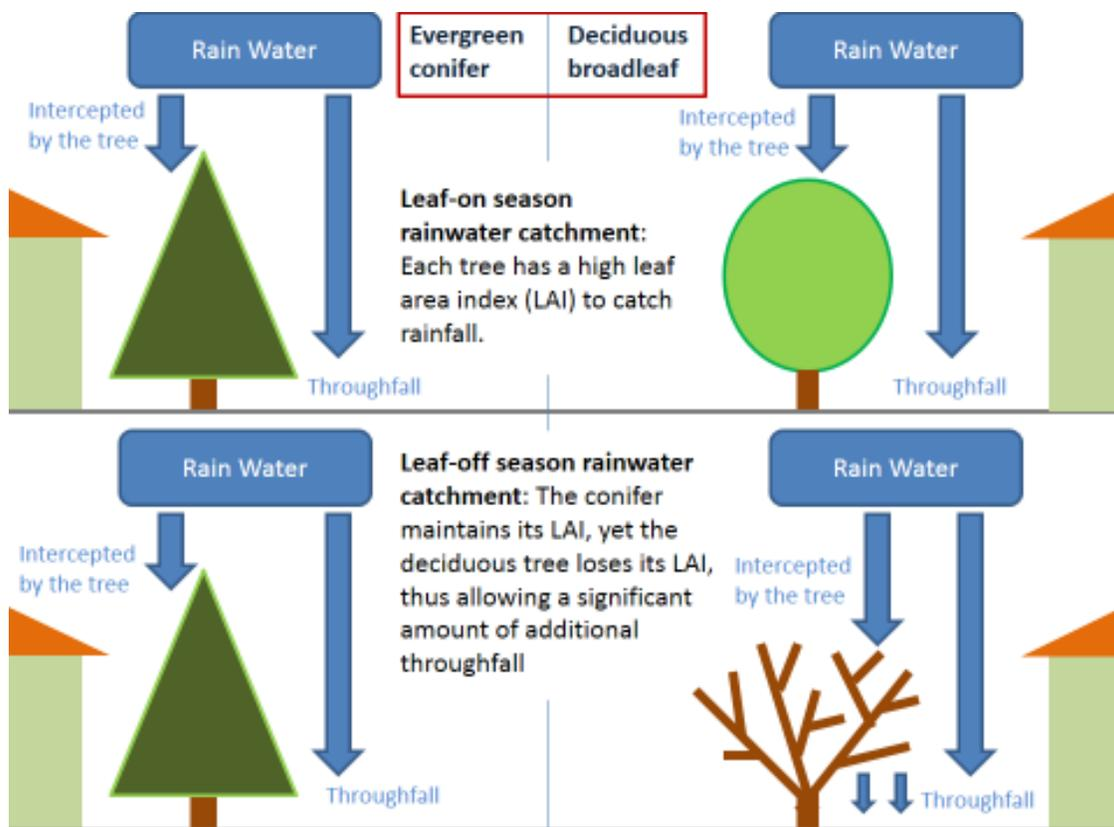 Rain Water
Evergreen
conifer
Deciduous
broadleaf
Rain Water
Intercepted
by the tree
Intercepted
by the tree
Leaf-on season
rainwater catchment:
Each tree has a high leaf
area index (LAI) to catch
rainfall.
Throughfall
Throughfall
Rain Water
Leaf-off season rainwater
catchment: The conifer
maintains its LAI, yet the
deciduous tree loses its LAI,
thus allowing a significant
amount of additional
throughfall
Rain Water
Intercepted
by the tree
Intercepted
by the tree
Throughfall
Throughfall